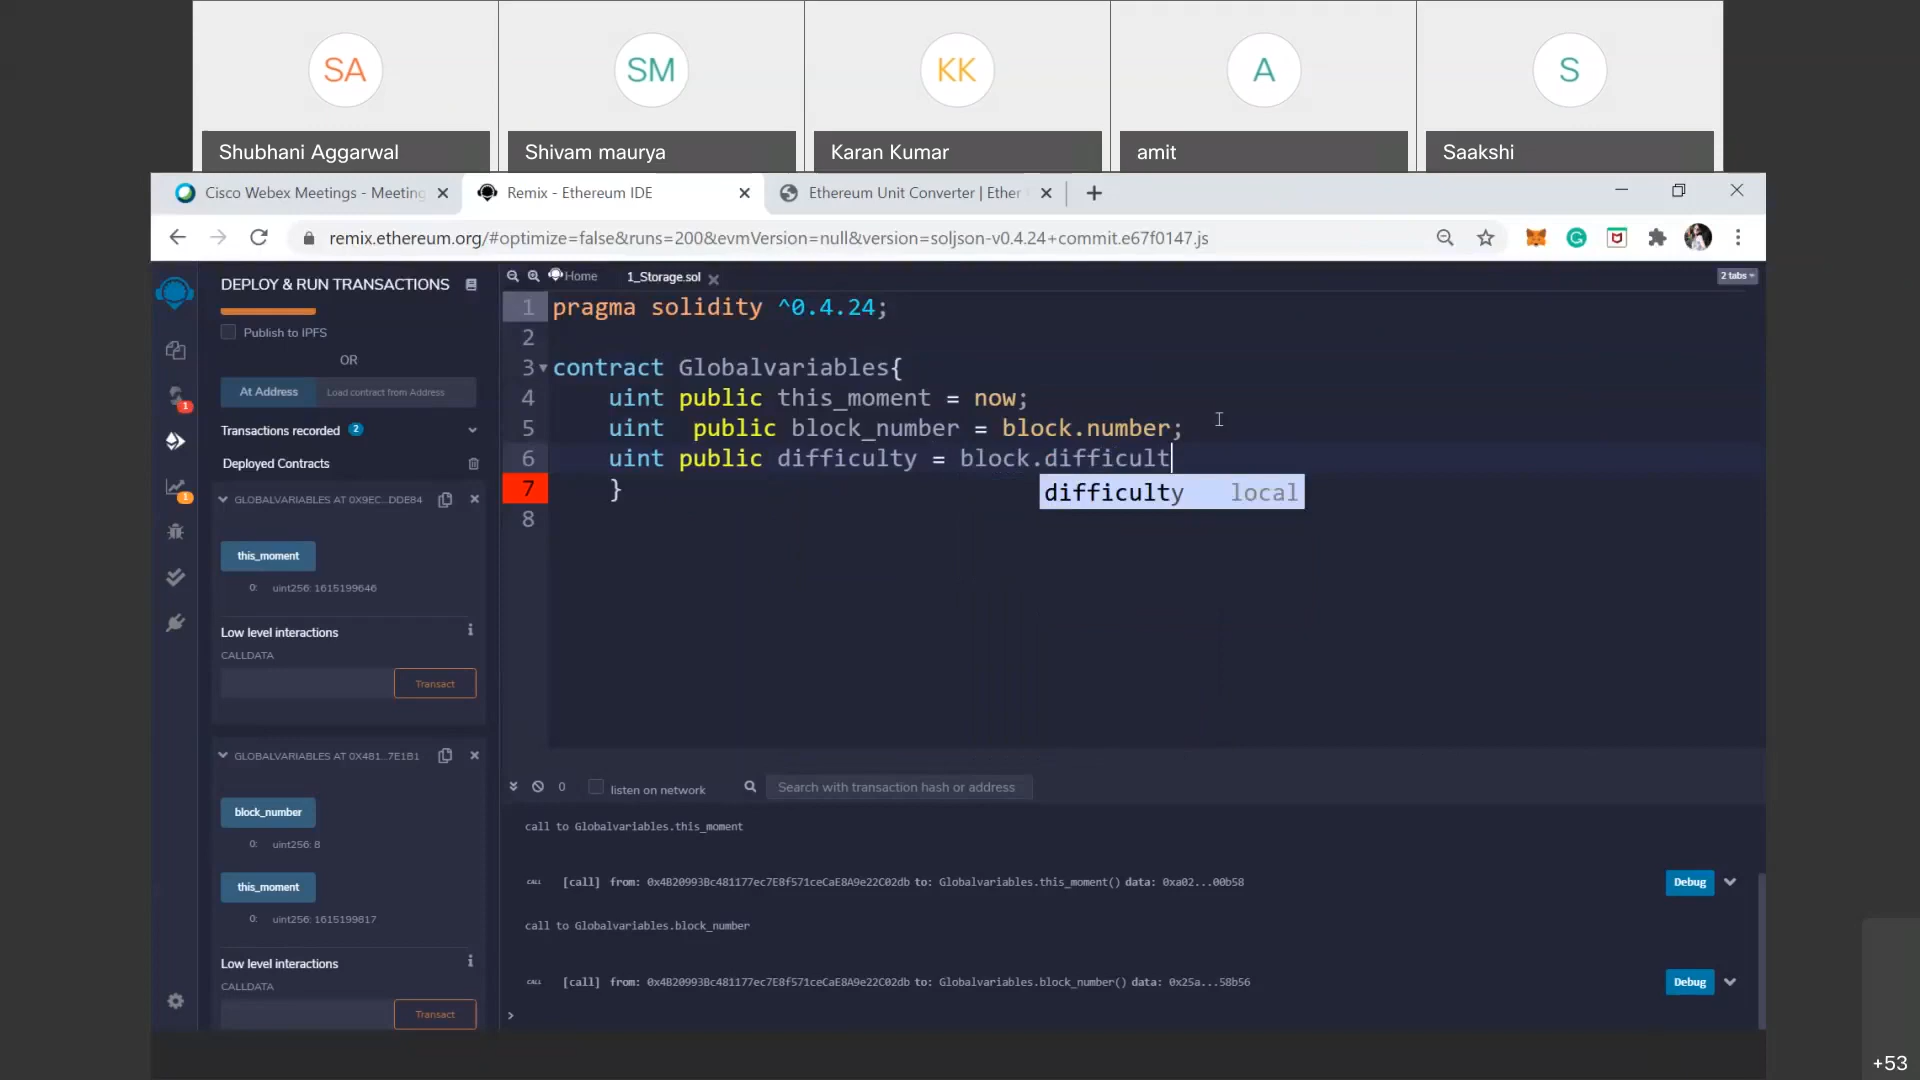 SA
SM
KK
A
S
Shubhani Aggarwal
Shivam maurya
Karan Kumar
amit
Saakshi
Cisco Webex Meetings - Meeting
Remix - Ethereum IDE
Ethereum Unit Converter | Ether
remix.ethereum.org/#optimize=false&runs=200&evmVersion=null&version=soljson-v0.4.24+commit.e67f0147.js
DEPLOY & RUN TRANSACTIONS
Publish to IPFS
OR
At Address
Load contract from Address
Transactions recorded 2
Deployed Contracts
GLOBALVARIABLES AT 0X9EC...DDE84
this_moment
0: uint256: 1615199646
Low level interactions
CALLDATA
Transact
GLOBALVARIABLES AT 0X481...7E1B1
block_number
0: uint256: 8
this_moment
0: uint256: 1615199817
Low level interactions
CALLDATA
Transact
1
1
Home
1_Storage.sol
2 tabs
1 pragma solidity ^0.4.24;
2
3 contract Globalvariables{
4 uint public this_moment = now;
5 uint public block_number = block.number;
6 uint public difficulty = block.difficult
7 }
8
difficulty local
0
listen on network
Search with transaction hash or address
call to Globalvariables.this_moment
CALL [call] from: 0x4B20993Bc481177ec7E8f571ceCaE8A9e22C02db to: Globalvariables.this_moment() data: 0xa02...00b58
Debug
call to Globalvariables.block_number
CALL [call] from: 0x4B20993Bc481177ec7E8f571ceCaE8A9e22C02db to: Globalvariables.block_number() data: 0x25a...58b56
Debug
>
+53